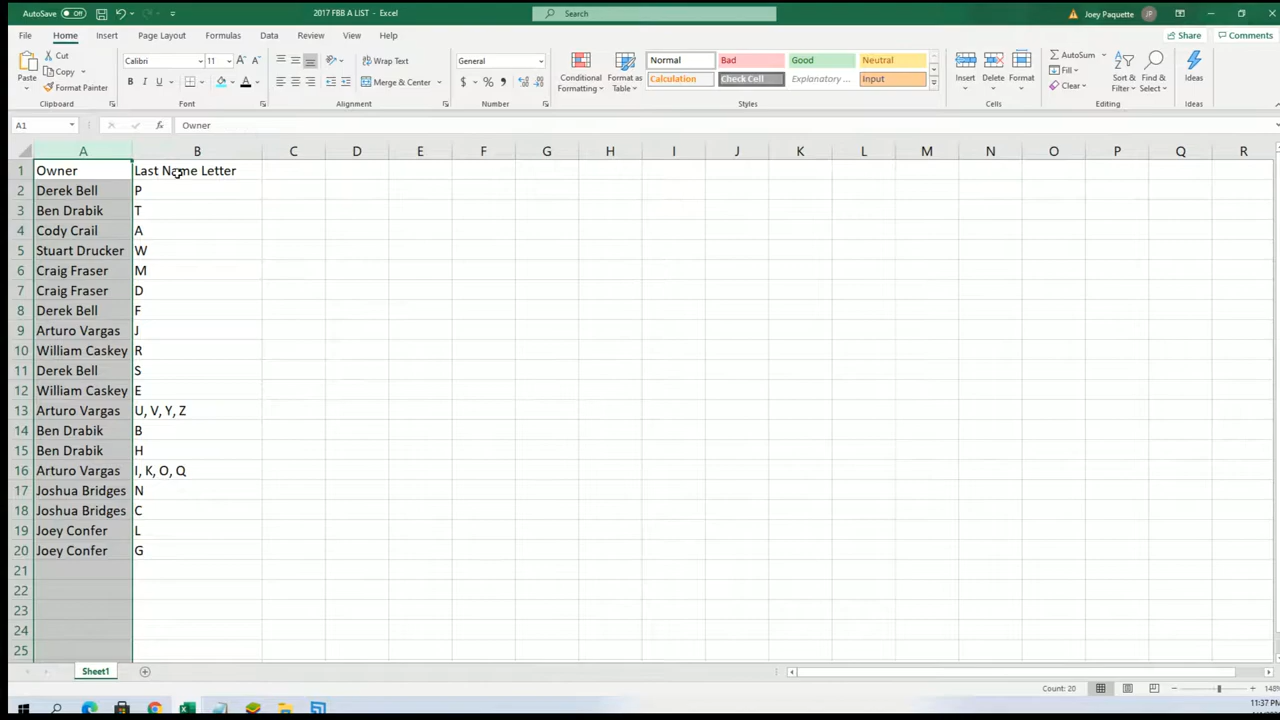 AutoSave Off 2017 FBB A LIST - Excel Search Joey Paquette JP
File Home Insert Page Layout Formulas Data Review View Help Share Comments
Paste Cut Copy Format Painter Clipboard
Calibri 11 A A B I U A Font
Wrap Text Merge & Center Alignment
General $ % , Number
Conditional Formatting Format as Table Normal Bad Good Neutral Calculation Check Cell Explanatory ... Input Styles
Insert Delete Format Cells
AutoSum Fill Clear Sort & Filter Find & Select Editing
Ideas Ideas
A1 fx Owner
A B C D E F G H I J K L M N O P Q R
1 Owner Last Name Letter
2 Derek Bell P
3 Ben Drabik T
4 Cody Crail A
5 Stuart Drucker W
6 Craig Fraser M
7 Craig Fraser D
8 Derek Bell F
9 Arturo Vargas J
10 William Caskey R
11 Derek Bell S
12 William Caskey E
13 Arturo Vargas U, V, Y, Z
14 Ben Drabik B
15 Ben Drabik H
16 Arturo Vargas I, K, O, Q
17 Joshua Bridges N
18 Joshua Bridges C
19 Joey Confer L
20 Joey Confer G
21
22
23
24
25
Sheet1
Count: 20 148%
11:37 PM